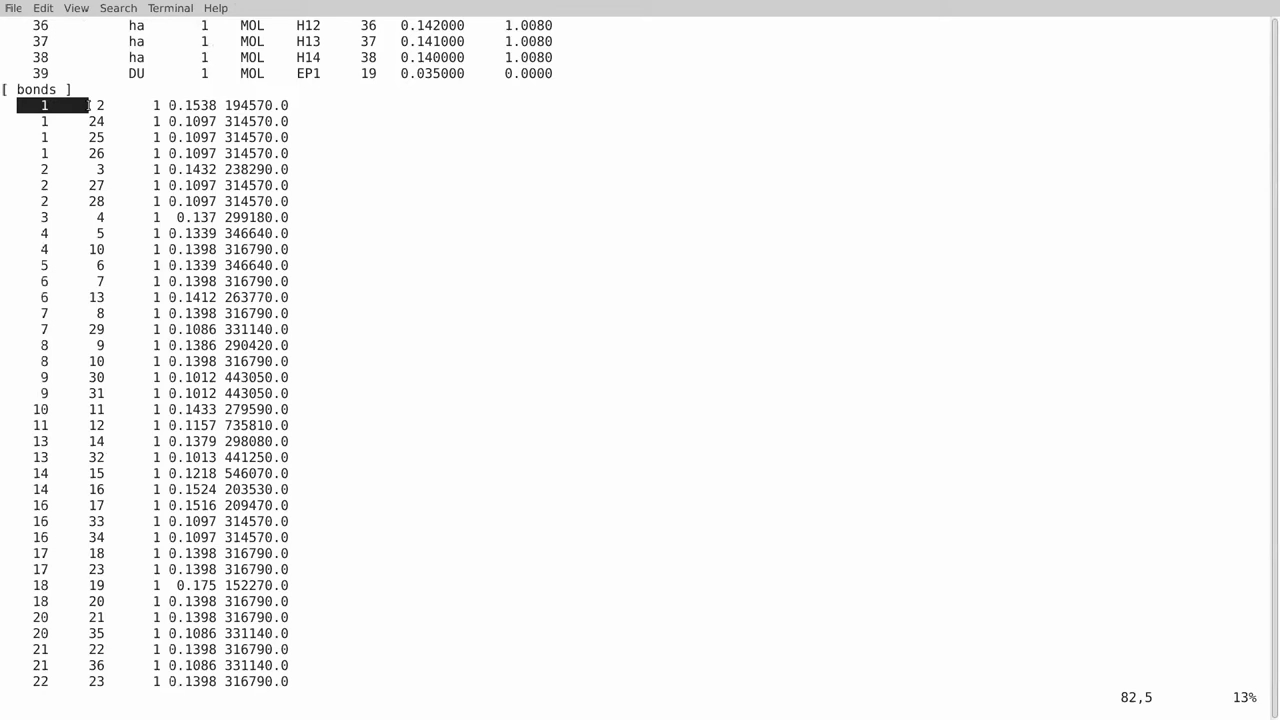 File Edit View Search Terminal Help
36 ha 1 MOL H12 36 0.142000 1.0080
37 ha 1 MOL H13 37 0.141000 1.0080
38 ha 1 MOL H14 38 0.140000 1.0080
39 DU 1 MOL EP1 19 0.035000 0.0000
[ bonds ]
1 2 1 0.1538 194570.0
1 24 1 0.1097 314570.0
1 25 1 0.1097 314570.0
1 26 1 0.1097 314570.0
2 3 1 0.1432 238290.0
2 27 1 0.1097 314570.0
2 28 1 0.1097 314570.0
3 4 1 0.137 299180.0
4 5 1 0.1339 346640.0
4 10 1 0.1398 316790.0
5 6 1 0.1339 346640.0
6 7 1 0.1398 316790.0
6 13 1 0.1412 263770.0
7 8 1 0.1398 316790.0
7 29 1 0.1086 331140.0
8 9 1 0.1386 290420.0
8 10 1 0.1398 316790.0
9 30 1 0.1012 443050.0
9 31 1 0.1012 443050.0
10 11 1 0.1433 279590.0
11 12 1 0.1157 735810.0
13 14 1 0.1379 298080.0
13 32 1 0.1013 441250.0
14 15 1 0.1218 546070.0
14 16 1 0.1524 203530.0
16 17 1 0.1516 209470.0
16 33 1 0.1097 314570.0
16 34 1 0.1097 314570.0
17 18 1 0.1398 316790.0
17 23 1 0.1398 316790.0
18 19 1 0.175 152270.0
18 20 1 0.1398 316790.0
20 21 1 0.1398 316790.0
20 35 1 0.1086 331140.0
21 22 1 0.1398 316790.0
21 36 1 0.1086 331140.0
22 23 1 0.1398 316790.0
82,5 13%